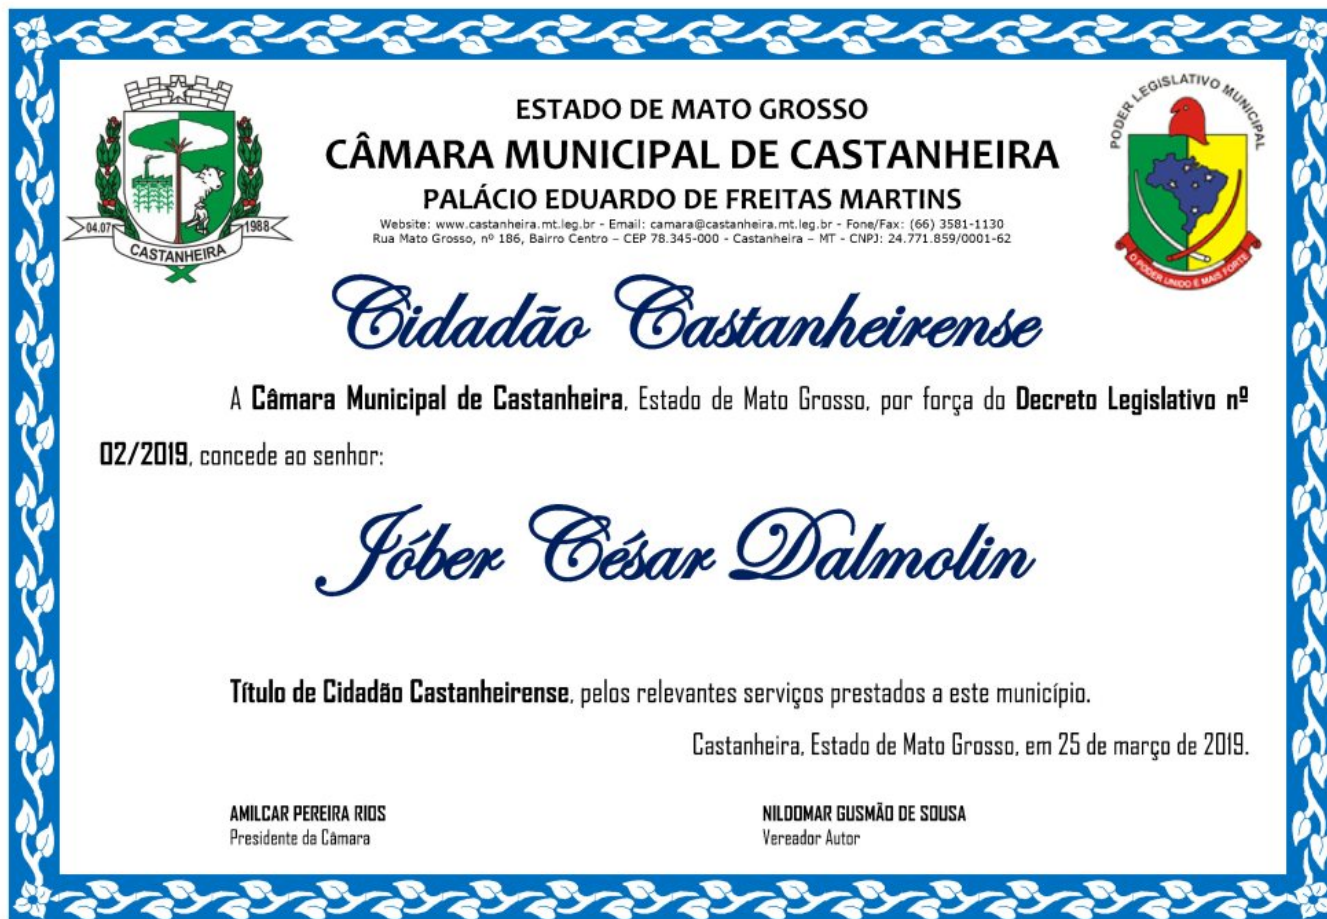 04.07
1988
CASTANHEIRA
ESTADO DE MATO GROSSO
CÂMARA MUNICIPAL DE CASTANHEIRA
PALÁCIO EDUARDO DE FREITAS MARTINS
Website: www.castanheira.mt.leg.br - Email: camara@castanheira.mt.leg.br - Fone/Fax: (66) 3581-1130
Rua Mato Grosso, nº 186, Bairro Centro – CEP 78.345-000 - Castanheira – MT - CNPJ: 24.771.859/0001-62
PODER LEGISLATIVO MUNICIPAL
O PODER UNIDO É MAIS FORTE
Cidadão Castanheirense
A Câmara Municipal de Castanheira, Estado de Mato Grosso, por força do Decreto Legislativo nº
02/2019, concede ao senhor:
Jóber César Dalmolin
Título de Cidadão Castanheirense, pelos relevantes serviços prestados a este município.
Castanheira, Estado de Mato Grosso, em 25 de março de 2019.
AMILCAR PEREIRA RIOS
Presidente da Câmara
NILDOMAR GUSMÃO DE SOUSA
Vereador Autor